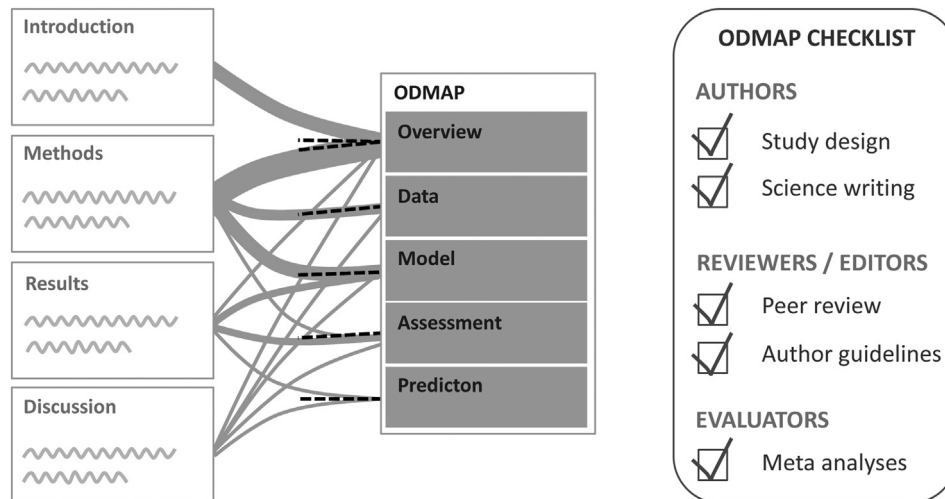 Introduction
Methods
Results
Discussion
ODMAP
Overview
Data
Model
Assessment
Predicton
ODMAP CHECKLIST
AUTHORS
Study design
Science writing
REVIEWERS / EDITORS
Peer review
Author guidelines
EVALUATORS
Meta analyses